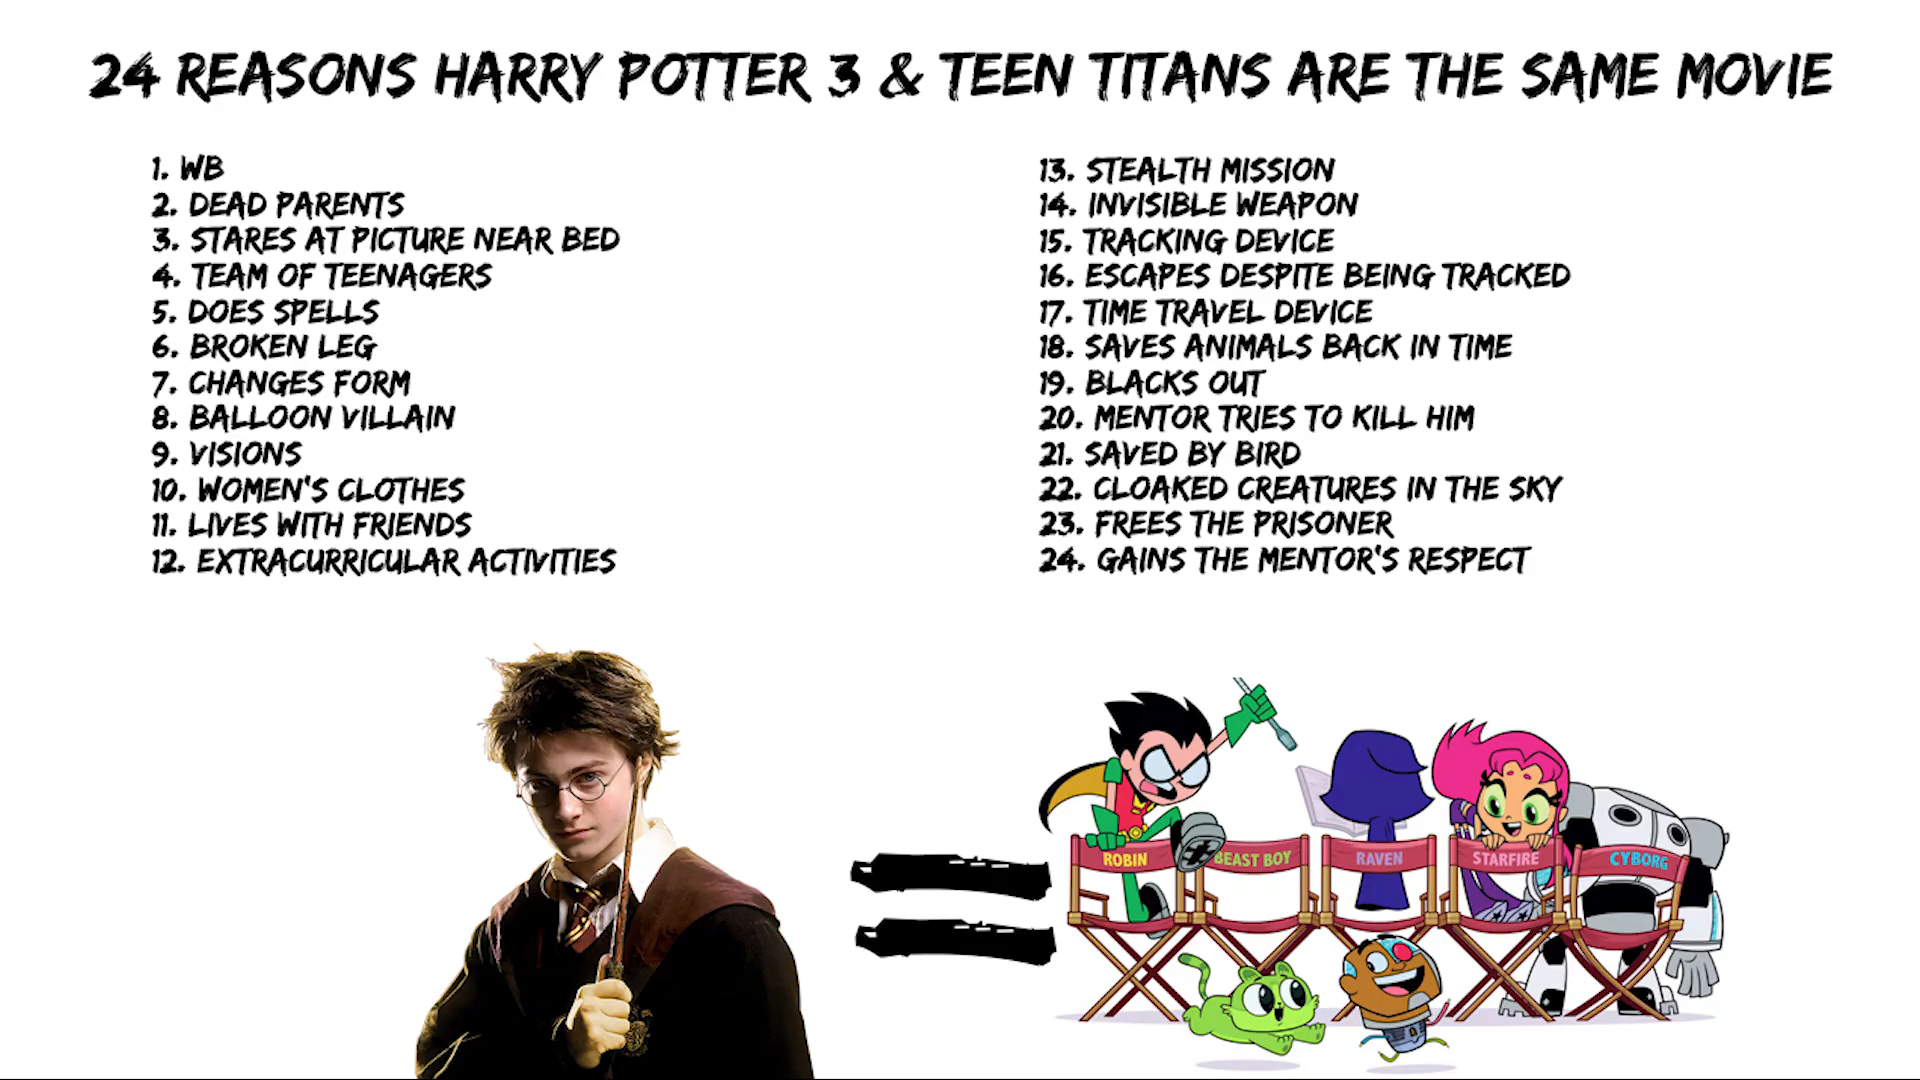 24 REASONS HARRY POTTER 3 & TEEN TITANS ARE THE SAME MOVIE
1. WB
2. DEAD PARENTS
3. STARES AT PICTURE NEAR BED
4. TEAM OF TEENAGERS
5. DOES SPELLS
6. BROKEN LEG
7. CHANGES FORM
8. BALLOON VILLAIN
9. VISIONS
10. WOMEN'S CLOTHES
11. LIVES WITH FRIENDS
12. EXTRACURRICULAR ACTIVITIES
13. STEALTH MISSION
14. INVISIBLE WEAPON
15. TRACKING DEVICE
16. ESCAPES DESPITE BEING TRACKED
17. TIME TRAVEL DEVICE
18. SAVES ANIMALS BACK IN TIME
19. BLACKS OUT
20. MENTOR TRIES TO KILL HIM
21. SAVED BY BIRD
22. CLOAKED CREATURES IN THE SKY
23. FREES THE PRISONER
24. GAINS THE MENTOR'S RESPECT
=
ROBIN
BEAST BOY
RAVEN
STARFIRE
CYBORG